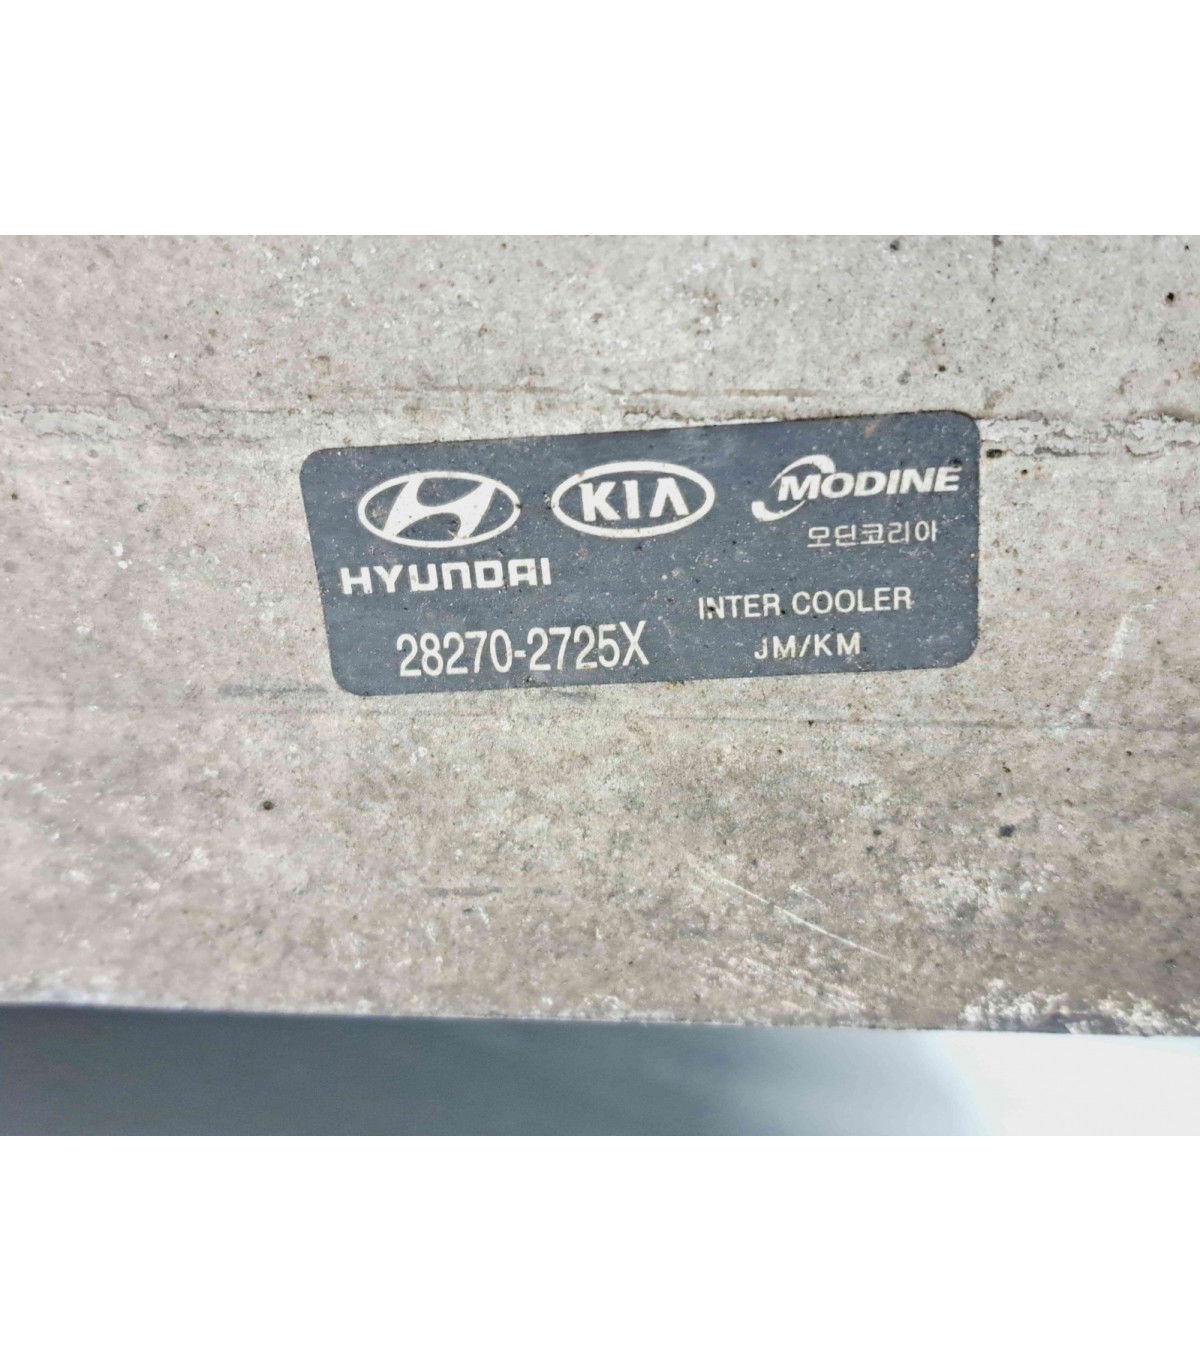 HYUNDAI
KIA
MODINE
모딘코리아
INTER COOLER
28270-2725X
JM/KM